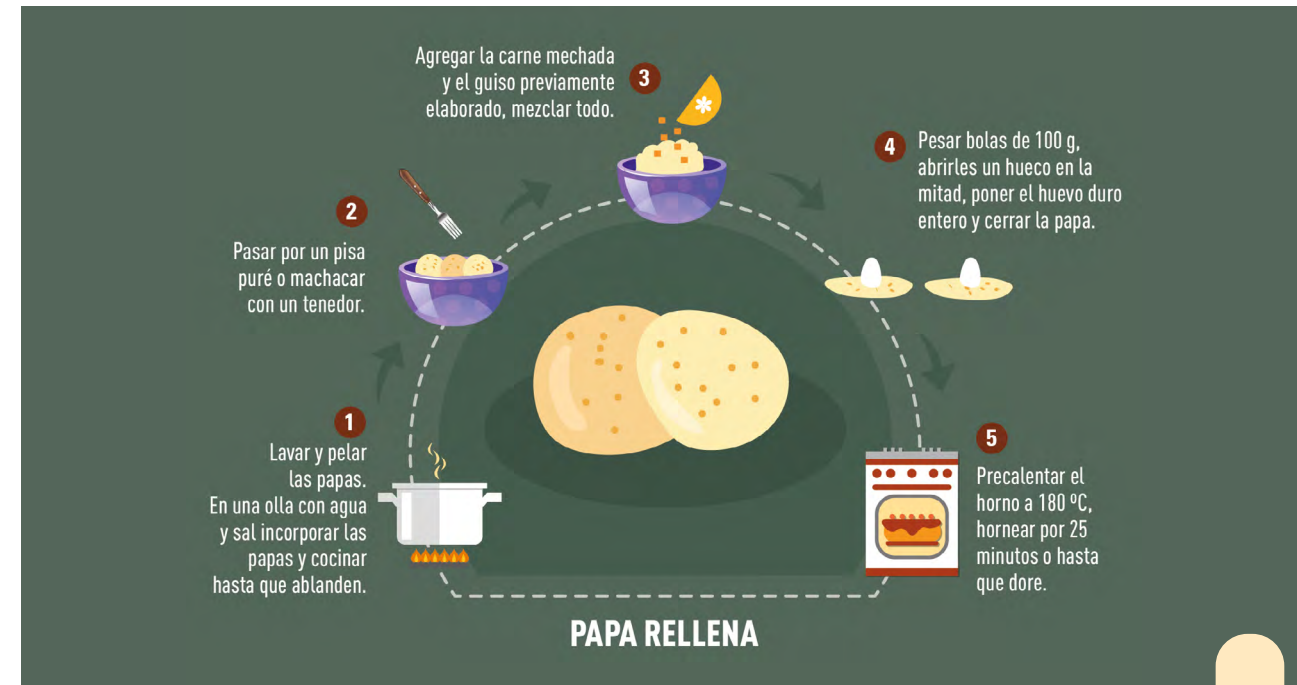 1
Lavar y pelar
las papas.
En una olla con agua
y sal incorporar las
papas y cocinar
hasta que ablanden.
2
Pasar por un pisa
puré o machacar
con un tenedor.
3
Agregar la carne mechada
y el guiso previamente
elaborado, mezclar todo.
4
Pesar bolas de 100 g,
abrirles un hueco en la
mitad, poner el huevo duro
entero y cerrar la papa.
5
Precalentar el
horno a 180 ºC,
hornear por 25
minutos o hasta
que dore.
PAPA RELLENA